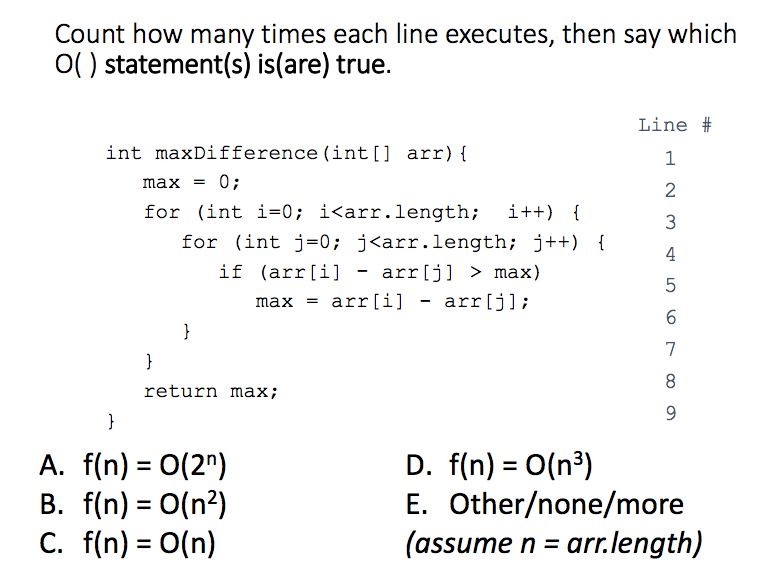 Count how many times each line executes, then say which
O( ) statement(s) is(are) true.
Line #
int maxDifference(int[] arr){
1
max = 0;
2
for (int i=0; i<arr.length; i++) {
3
for (int j=0; j<arr.length; j++) {
4
if (arr[i] - arr[j] > max)
5
max = arr[i] - arr[j];
6
}
7
}
8
return max;
9
}
A. f(n) = O(2ⁿ)
D. f(n) = O(n³)
B. f(n) = O(n²)
E. Other/none/more
C. f(n) = O(n)
(assume n = arr.length)